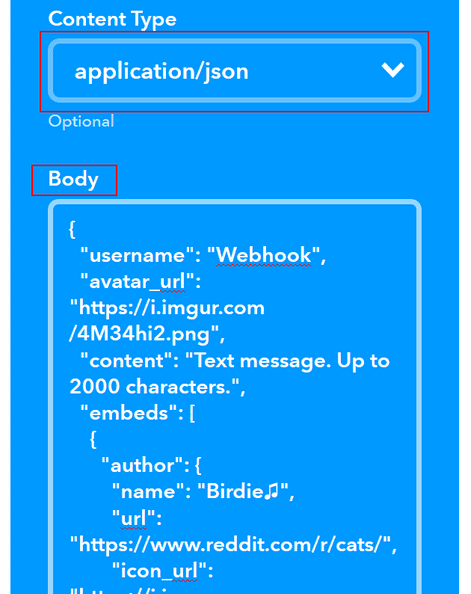 Content Type
application/json
Optional
Body
{
"username": "Webhook",
"avatar_url":
"https://i.imgur.com
/4M34hi2.png",
"content": "Text message. Up to
2000 characters.",
"embeds": [
{
"author": {
"name": "Birdie♫",
"url":
"https://www.reddit.com/r/cats/",
"icon_url":